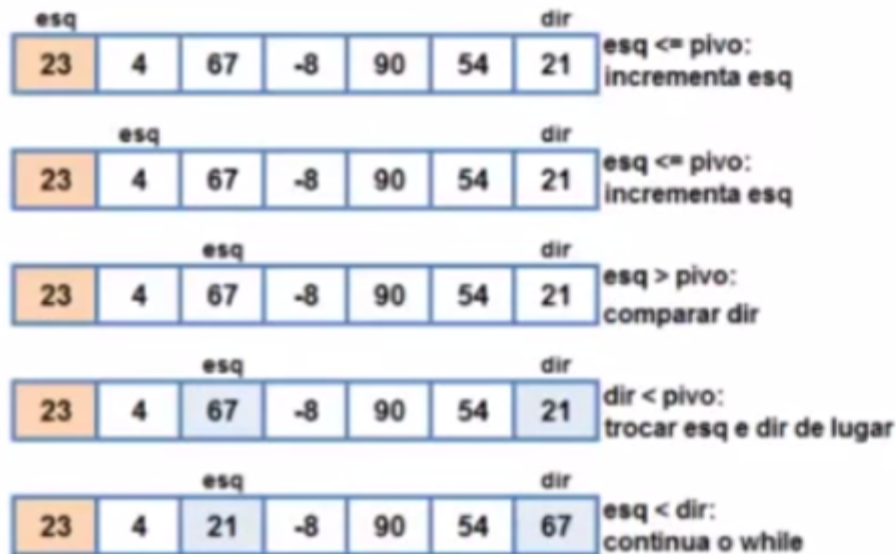 esq dir
23 4 67 -8 90 54 21
esq <= pivo:
incrementa esq
esq dir
23 4 67 -8 90 54 21
esq <= pivo:
incrementa esq
esq dir
23 4 67 -8 90 54 21
esq > pivo:
comparar dir
esq dir
23 4 67 -8 90 54 21
dir < pivo:
trocar esq e dir de lugar
esq dir
23 4 21 -8 90 54 67
esq < dir:
continua o while